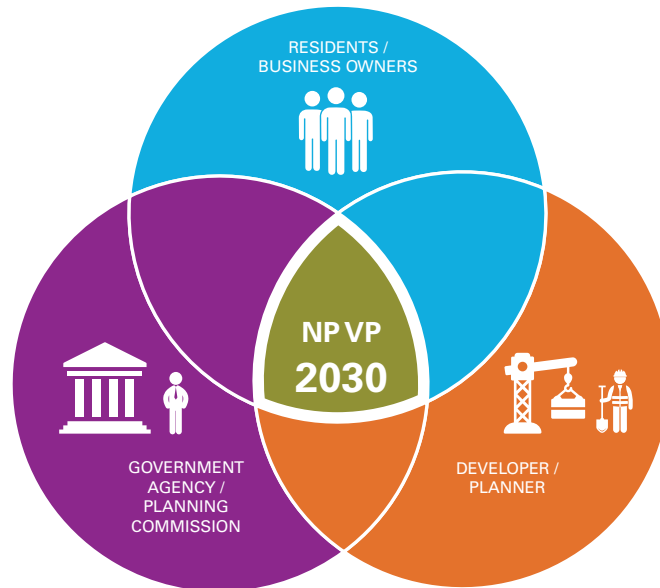 RESIDENTS /
BUSINESS OWNERS
NP VP
2030
GOVERNMENT
AGENCY /
PLANNING
COMMISSION
DEVELOPER /
PLANNER